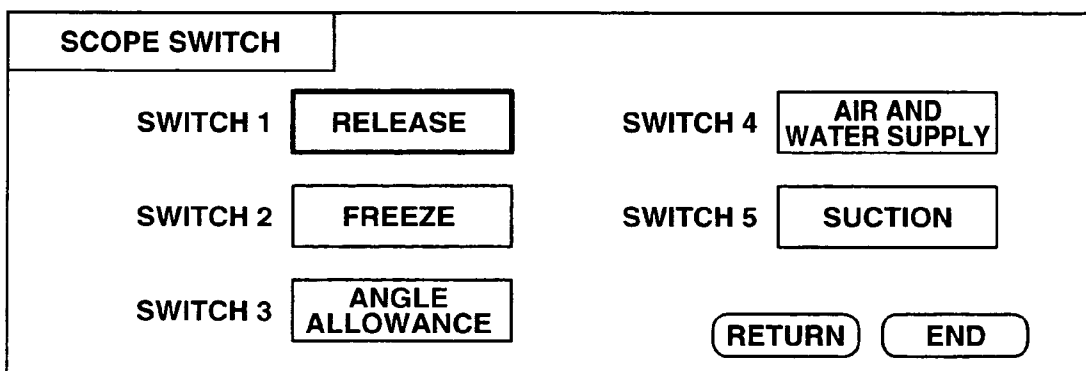 SCOPE SWITCH
SWITCH 1 RELEASE
SWITCH 2 FREEZE
SWITCH 3 ANGLE
ALLOWANCE
SWITCH 4 AIR AND
WATER SUPPLY
SWITCH 5 SUCTION
RETURN END